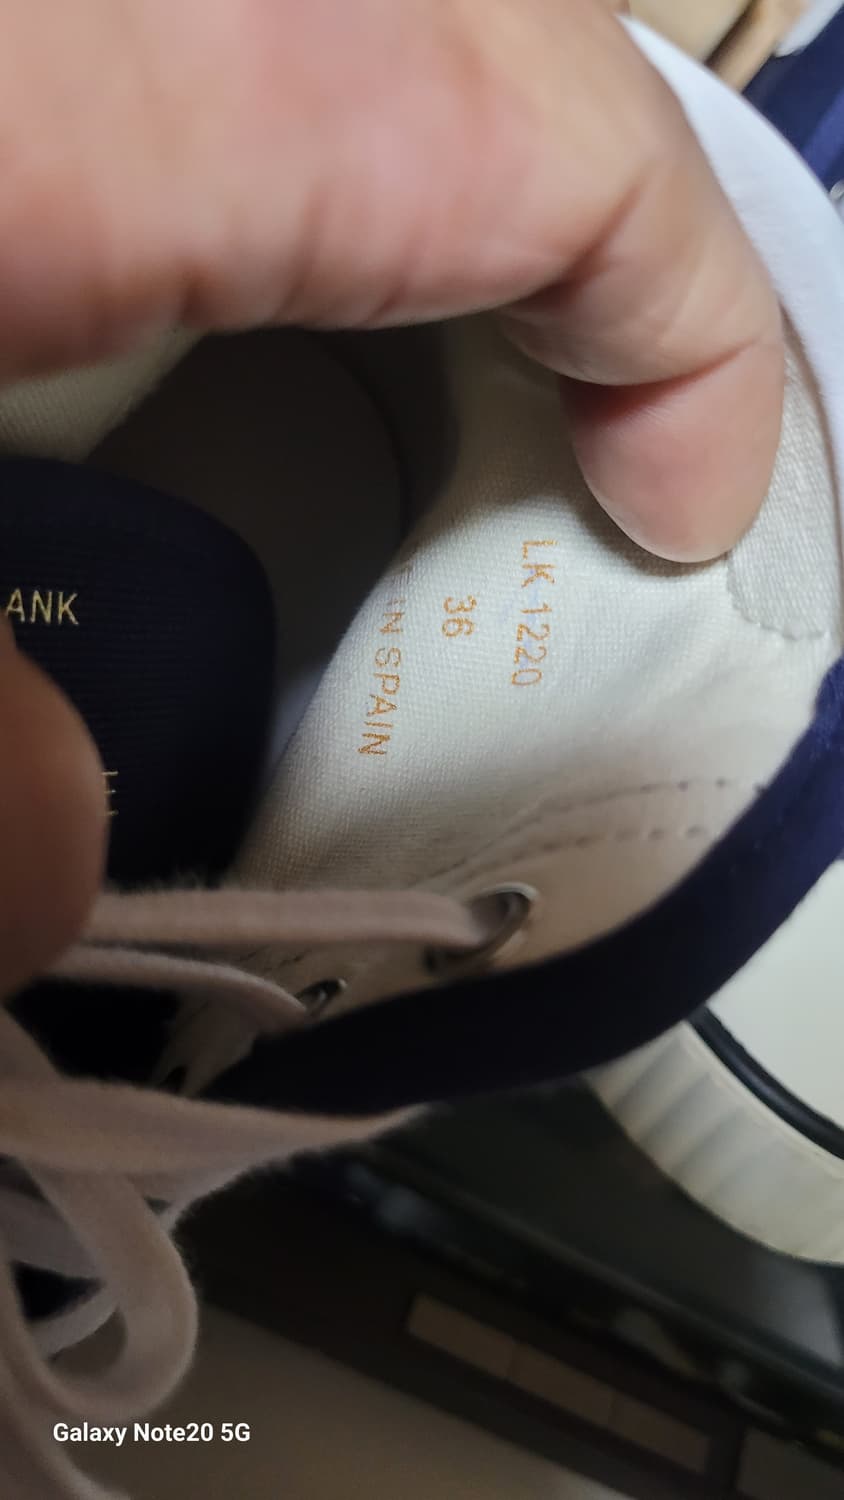 LK 1220
36
IN SPAIN
ANK
Galaxy Note20 5G